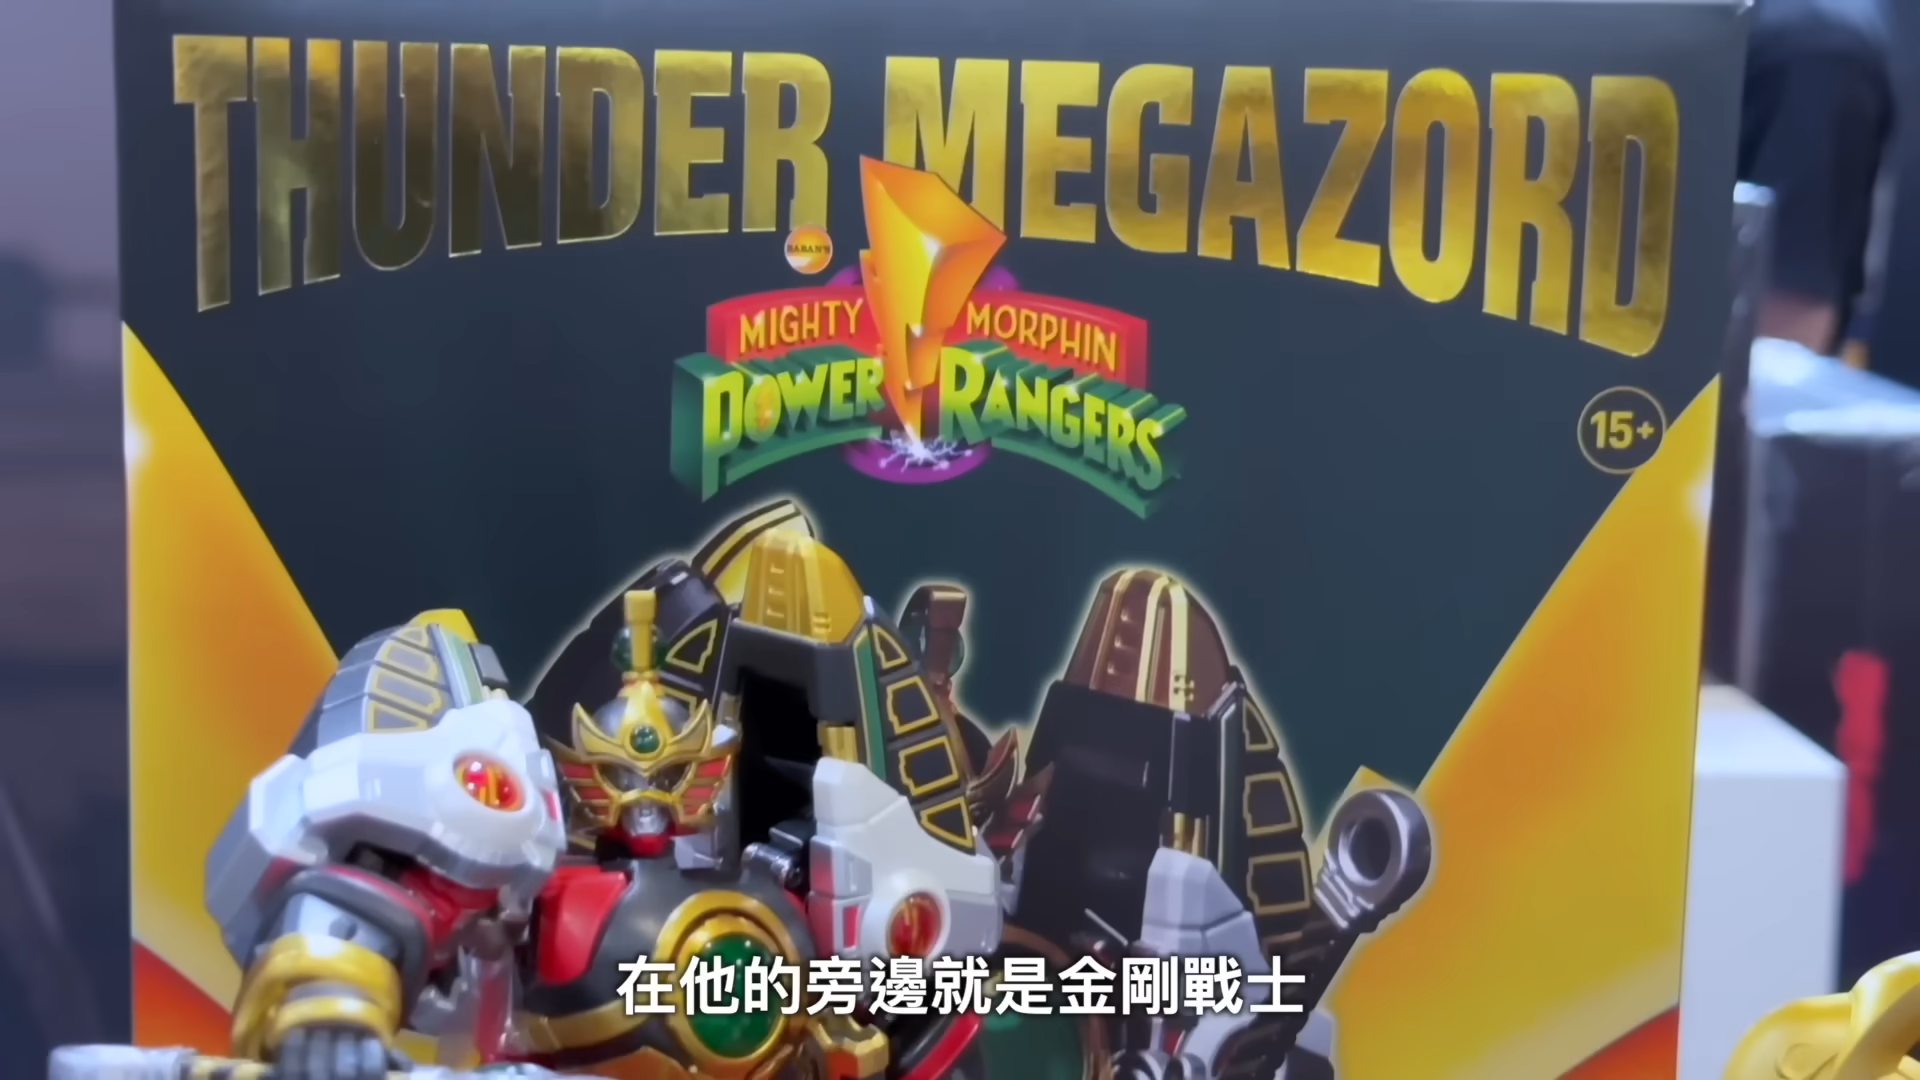 THUNDER MEGAZORD
SABAN'S
MIGHTY MORPHIN
POWER RANGERS
15+
在他的旁邊就是金剛戰士